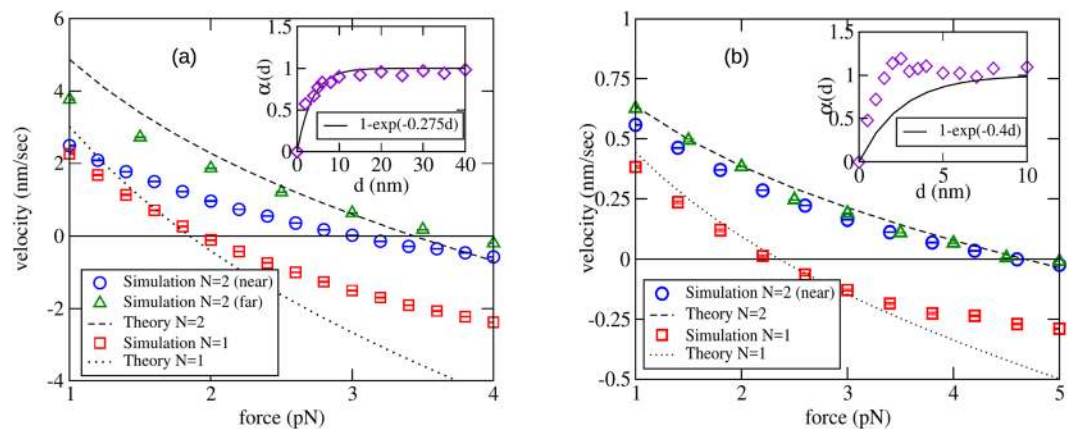 (a)
velocity (nm/sec)
6
4
2
0
-2
-4
1
2
3
4
force (pN)
Simulation N=2 (near)
Simulation N=2 (far)
Theory N=2
Simulation N=1
Theory N=1
α(d)
1.5
1
0.5
0
0
10
20
30
40
d (nm)
1-exp(-0.275d)
(b)
velocity (nm/sec)
1
0.75
0.5
0.25
0
-0.25
-0.5
1
2
3
4
5
force (pN)
Simulation N=2 (near)
Theory N=2
Simulation N=1
Theory N=1
α(d)
1.5
1
0.5
0
0
5
10
d (nm)
1-exp(-0.4d)